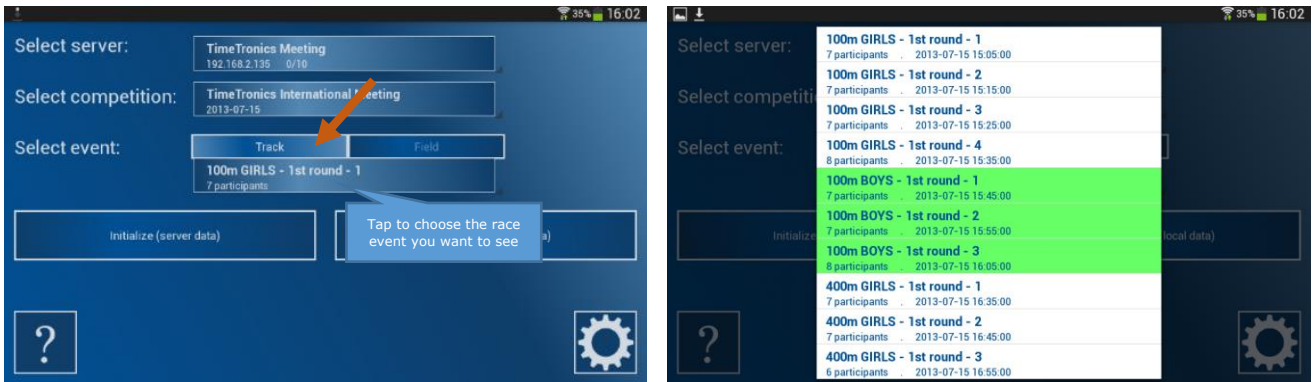 35% 16:02
Select server:
TimeTronics Meeting
192.168.2.135 0/10
Select competition:
TimeTronics International Meeting
2013-07-15
Select event:
Track Field
100m GIRLS - 1st round - 1
7 participants
Tap to choose the race
event you want to see
Initialize (server data)
a)
?
35% 16:02
Select server:
Select competiti
Select event:
Initialize
local data)
?
100m GIRLS - 1st round - 1
7 participants . 2013-07-15 15:05:00
100m GIRLS - 1st round - 2
7 participants . 2013-07-15 15:15:00
100m GIRLS - 1st round - 3
7 participants . 2013-07-15 15:25:00
100m GIRLS - 1st round - 4
8 participants . 2013-07-15 15:35:00
100m BOYS - 1st round - 1
7 participants . 2013-07-15 15:45:00
100m BOYS - 1st round - 2
7 participants . 2013-07-15 15:55:00
100m BOYS - 1st round - 3
8 participants . 2013-07-15 16:05:00
400m GIRLS - 1st round - 1
7 participants . 2013-07-15 16:35:00
400m GIRLS - 1st round - 2
7 participants . 2013-07-15 16:45:00
400m GIRLS - 1st round - 3
6 participants . 2013-07-15 16:55:00